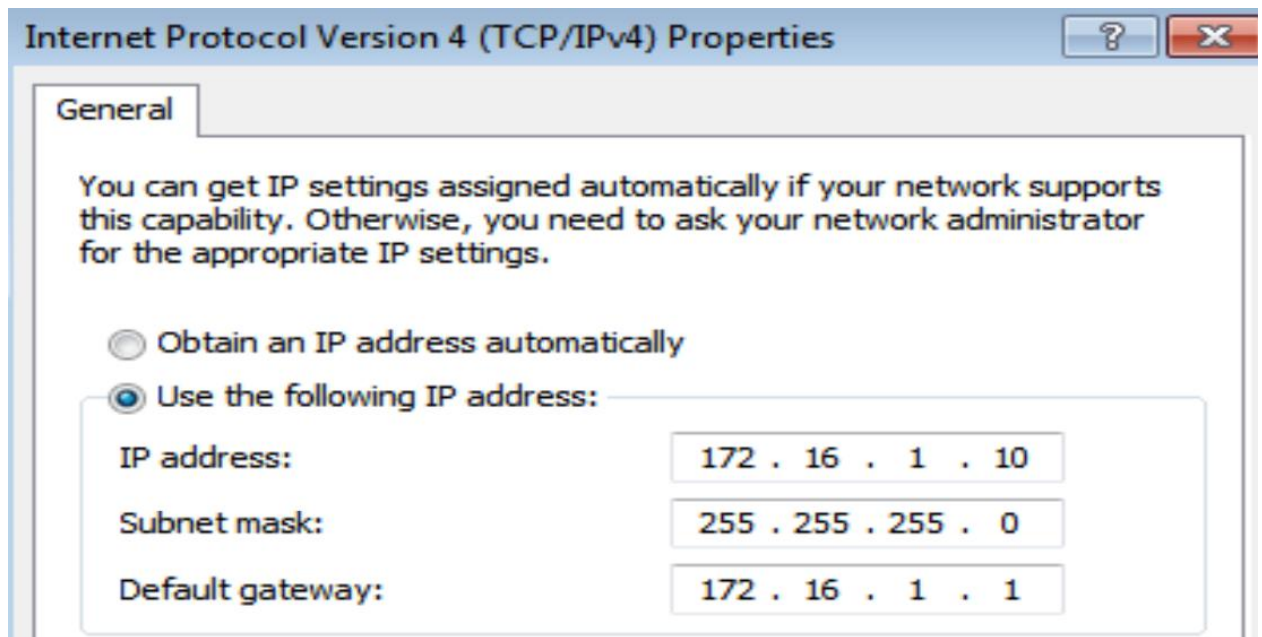 Internet Protocol Version 4 (TCP/IPv4) Properties
General
You can get IP settings assigned automatically if your network supports
this capability. Otherwise, you need to ask your network administrator
for the appropriate IP settings.
Obtain an IP address automatically
Use the following IP address:
IP address: 172 . 16 . 1 . 10
Subnet mask: 255 . 255 . 255 . 0
Default gateway: 172 . 16 . 1 . 1